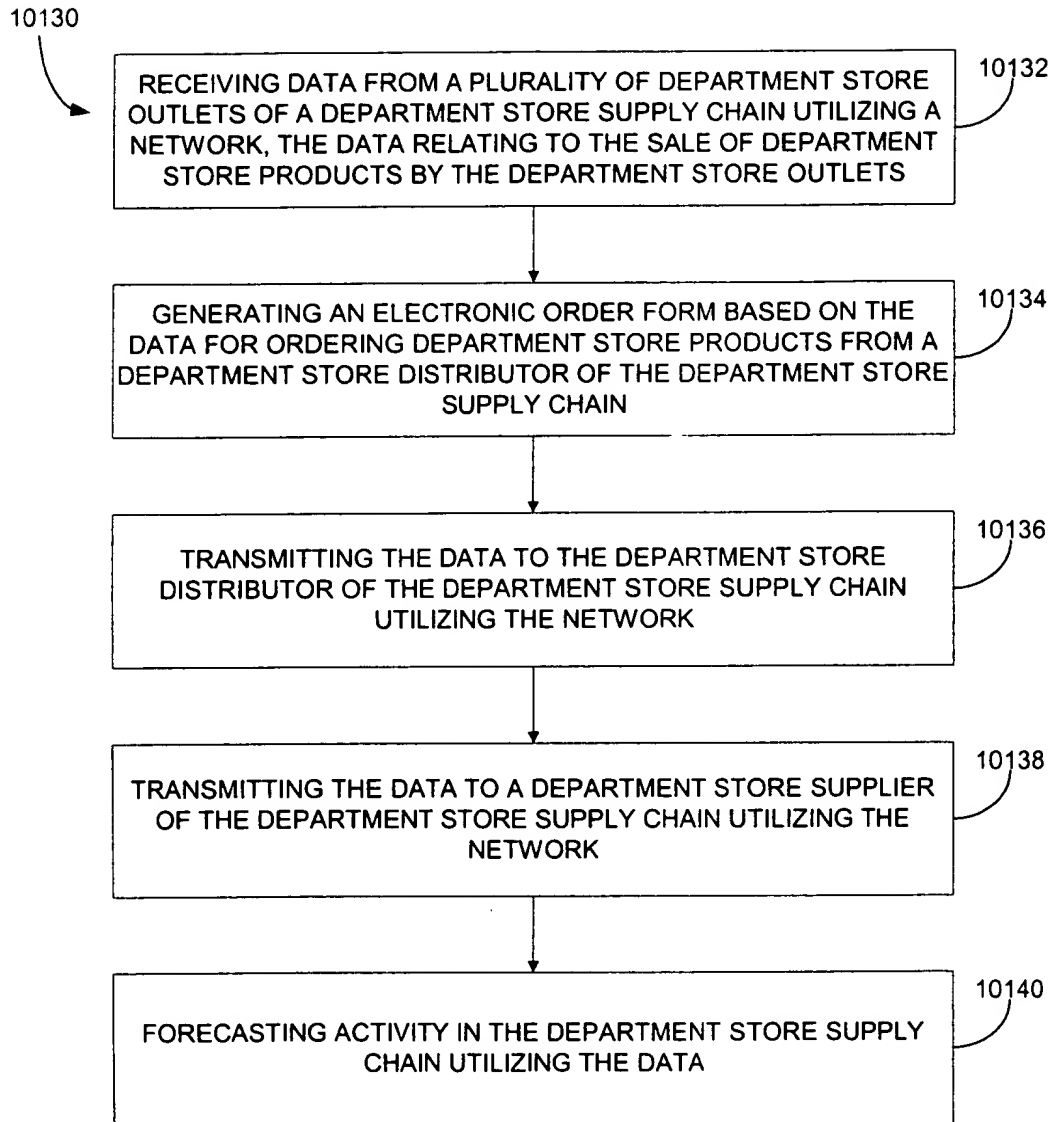 10130
RECEIVING DATA FROM A PLURALITY OF DEPARTMENT STORE
OUTLETS OF A DEPARTMENT STORE SUPPLY CHAIN UTILIZING A
NETWORK, THE DATA RELATING TO THE SALE OF DEPARTMENT
STORE PRODUCTS BY THE DEPARTMENT STORE OUTLETS
10132
GENERATING AN ELECTRONIC ORDER FORM BASED ON THE
DATA FOR ORDERING DEPARTMENT STORE PRODUCTS FROM A
DEPARTMENT STORE DISTRIBUTOR OF THE DEPARTMENT STORE
SUPPLY CHAIN
10134
TRANSMITTING THE DATA TO THE DEPARTMENT STORE
DISTRIBUTOR OF THE DEPARTMENT STORE SUPPLY CHAIN
UTILIZING THE NETWORK
10136
TRANSMITTING THE DATA TO A DEPARTMENT STORE SUPPLIER
OF THE DEPARTMENT STORE SUPPLY CHAIN UTILIZING THE
NETWORK
10138
FORECASTING ACTIVITY IN THE DEPARTMENT STORE SUPPLY
CHAIN UTILIZING THE DATA
10140